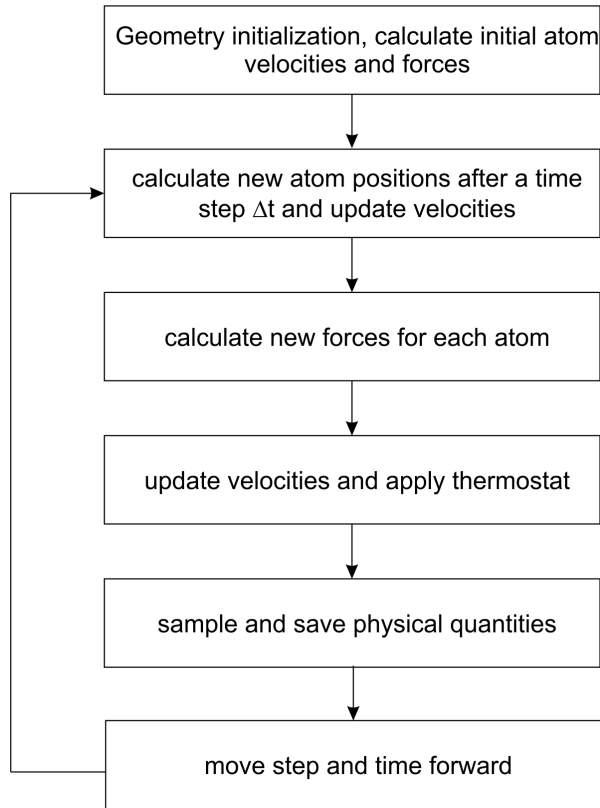 Geometry initialization, calculate initial atom
velocities and forces
calculate new atom positions after a time
step Δt and update velocities
calculate new forces for each atom
update velocities and apply thermostat
sample and save physical quantities
move step and time forward